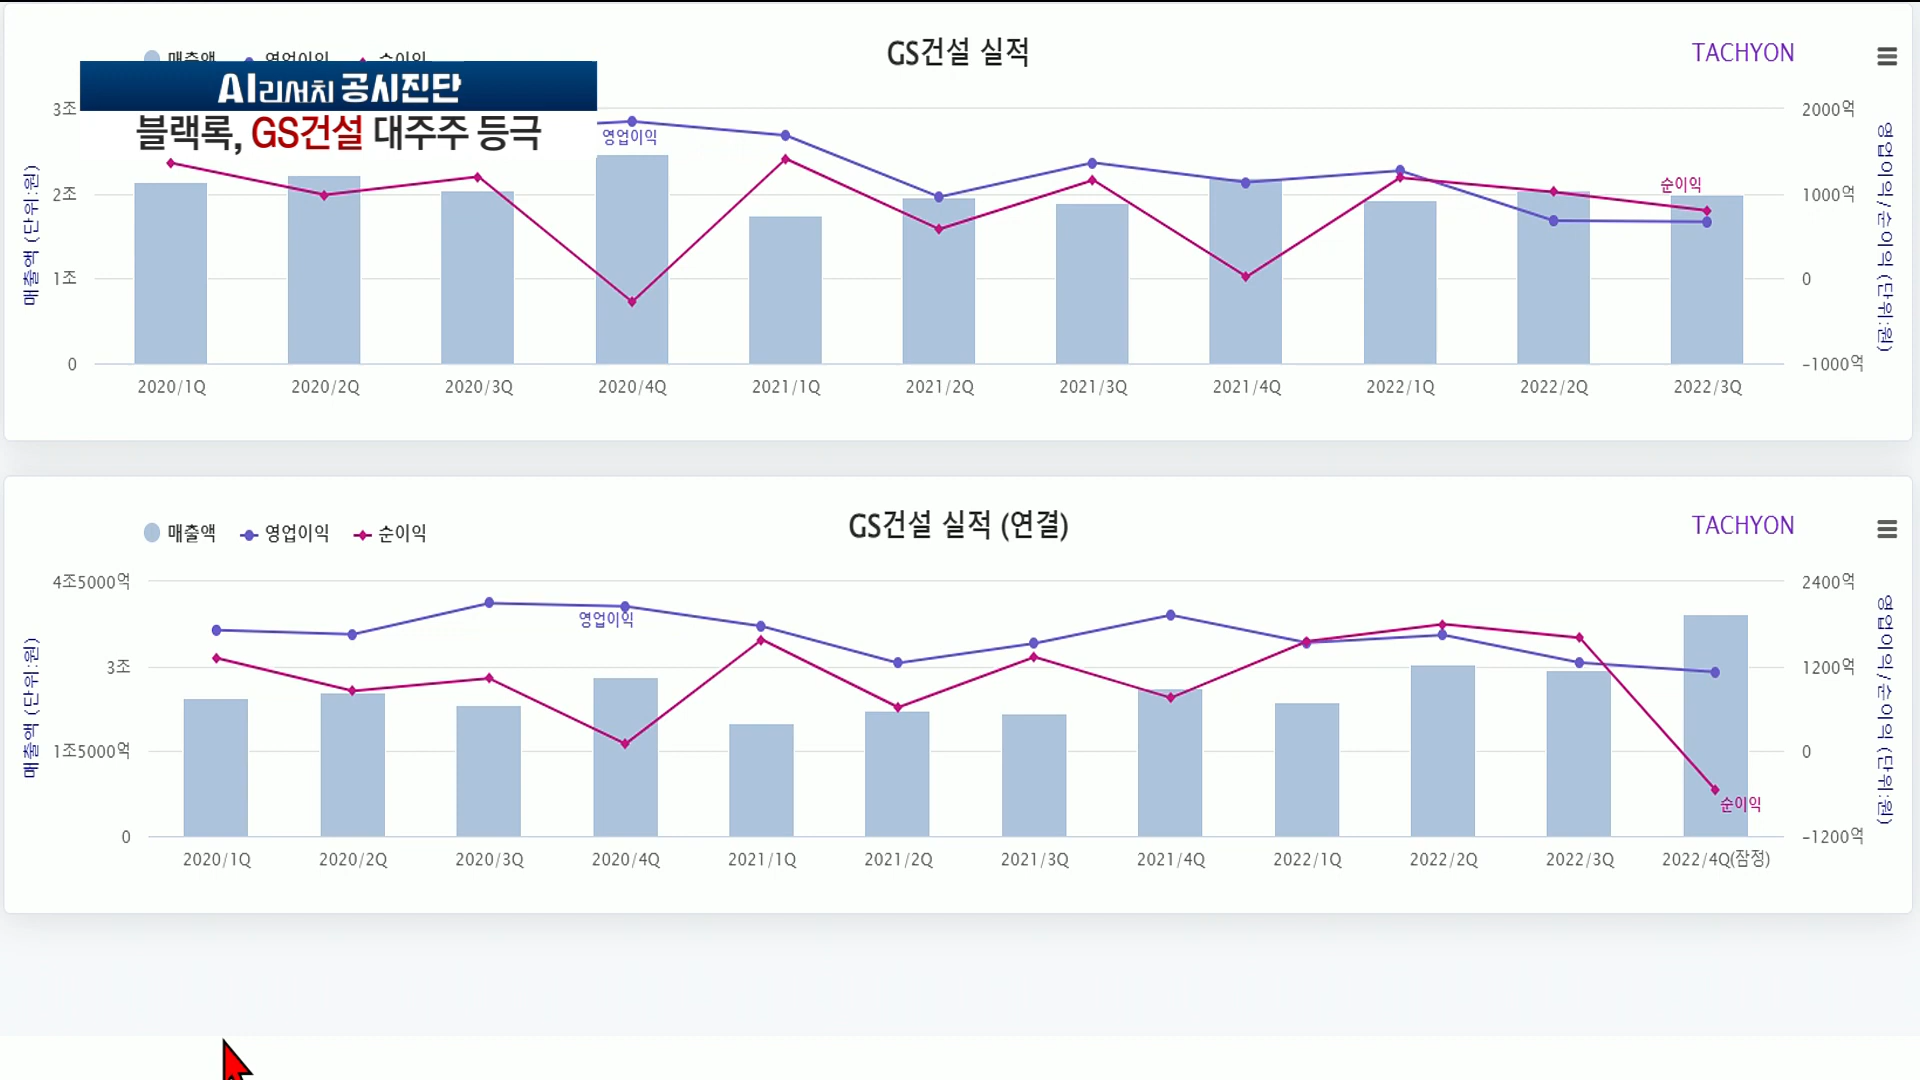 GS건설 실적
TACHYON
매출액 영업이익 순이익
AI리서치 공시진단
블랙록, GS건설 대주주 등극
3조
2조
1조
0
매출액 (단위:원)
영업이익
순이익
2000억
1000억
0
-1000억
영업이익/순이익 (단위:원)
2020/1Q 2020/2Q 2020/3Q 2020/4Q 2021/1Q 2021/2Q 2021/3Q 2021/4Q 2022/1Q 2022/2Q 2022/3Q
GS건설 실적 (연결)
TACHYON
매출액 영업이익 순이익
4조5000억
3조
1조5000억
0
매출액 (단위:원)
영업이익
순이익
2400억
1200억
0
-1200억
영업이익/순이익 (단위:원)
2020/1Q 2020/2Q 2020/3Q 2020/4Q 2021/1Q 2021/2Q 2021/3Q 2021/4Q 2022/1Q 2022/2Q 2022/3Q 2022/4Q(잠정)